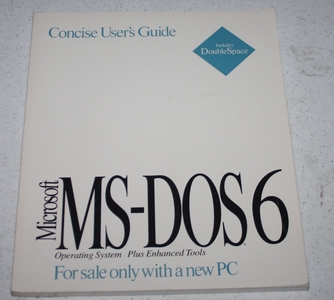 Concise User's Guide
Includes
DoubleSpace
Microsoft
MS-DOS 6
Operating System Plus Enhanced Tools
For sale only with a new PC